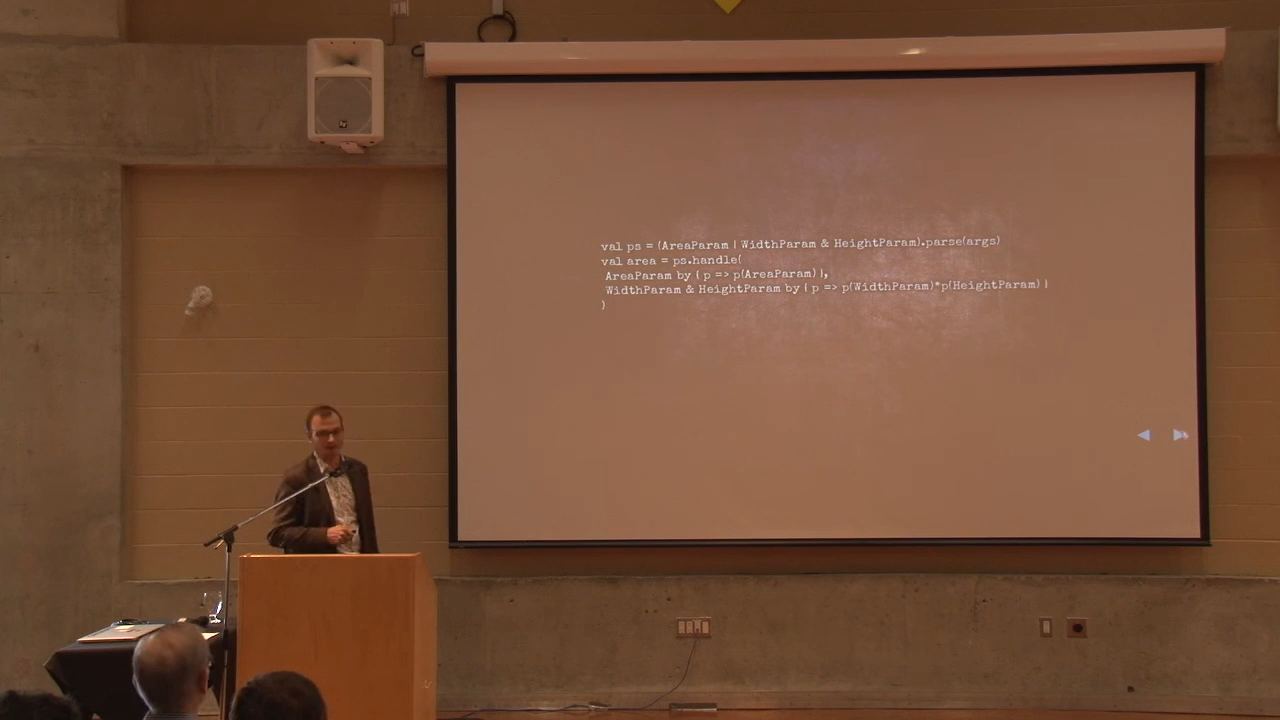 val ps = (AreaParam | WidthParam & HeightParam).parse(args)
val area = ps.handle(
AreaParam by { p => p(AreaParam) },
WidthParam & HeightParam by { p => p(WidthParam)*p(HeightParam) }
)